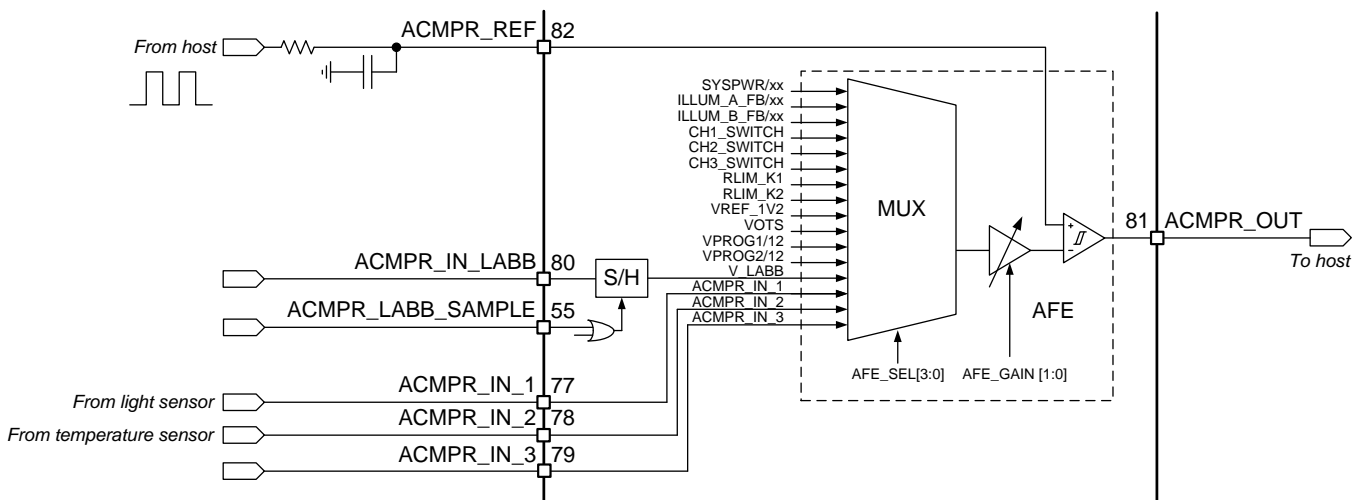 From host
ACMPR_REF 82
SYSPWR/xx
ILLUM_A_FB/xx
ILLUM_B_FB/xx
CH1_SWITCH
CH2_SWITCH
CH3_SWITCH
RLIM_K1
RLIM_K2
VREF_1V2
VOTS
VPROG1/12
VPROG2/12
V_LABB
ACMPR_IN_1
ACMPR_IN_2
ACMPR_IN_3
MUX
+
–
AFE
AFE_SEL[3:0]
AFE_GAIN [1:0]
81 ACMPR_OUT
To host
ACMPR_IN_LABB 80
S/H
ACMPR_LABB_SAMPLE 55
ACMPR_IN_1 77
From light sensor
ACMPR_IN_2 78
From temperature sensor
ACMPR_IN_3 79